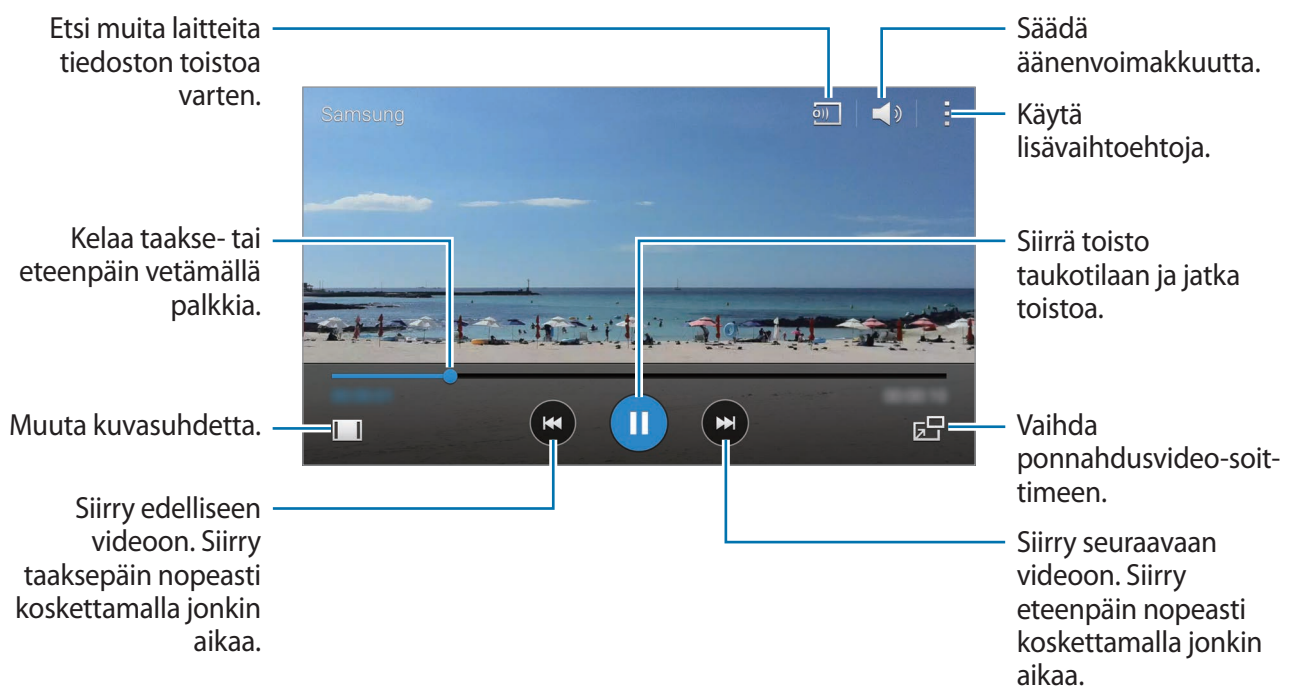 Etsi muita laitteita
tiedoston toistoa
varten.
Säädä
äänenvoimakkuutta.
Samsung
Käytä
lisävaihtoehtoja.
Kelaa taakse- tai
eteenpäin vetämällä
palkkia.
Siirrä toisto
taukotilaan ja jatka
toistoa.
Muuta kuvasuhdetta.
Vaihda
ponnahdusvideo-soit-
timeen.
Siirry edelliseen
videoon. Siirry
taaksepäin nopeasti
koskettamalla jonkin
aikaa.
Siirry seuraavaan
videoon. Siirry
eteenpäin nopeasti
koskettamalla jonkin
aikaa.